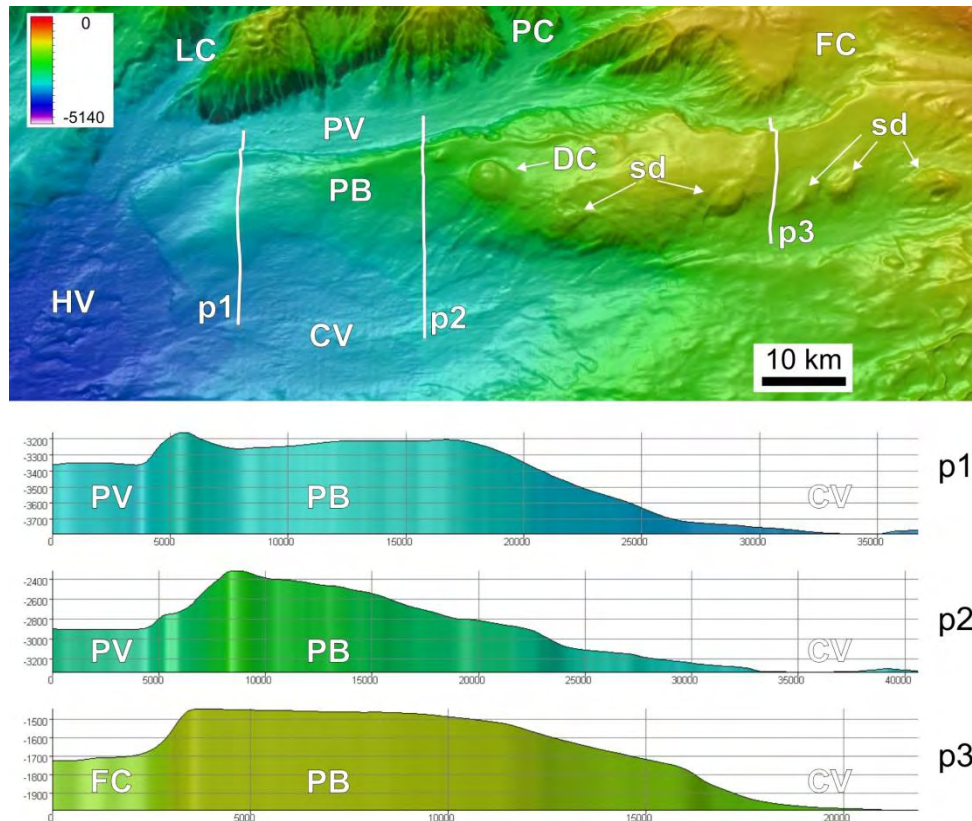 0
-5140
LC
PC
FC
PV
PB
DC
sd
sd
p3
HV
p1
CV
p2
10 km
-3200
-3300
-3400
-3500
-3600
-3700
PV
PB
CV
p1
0 5000 10000 15000 20000 25000 30000 35000
-2400
-2600
-2800
-3000
-3200
PV
PB
CV
p2
0 5000 10000 15000 20000 25000 30000 35000 40000
-1500
-1600
-1700
-1800
-1900
FC
PB
CV
p3
0 5000 10000 15000 20000